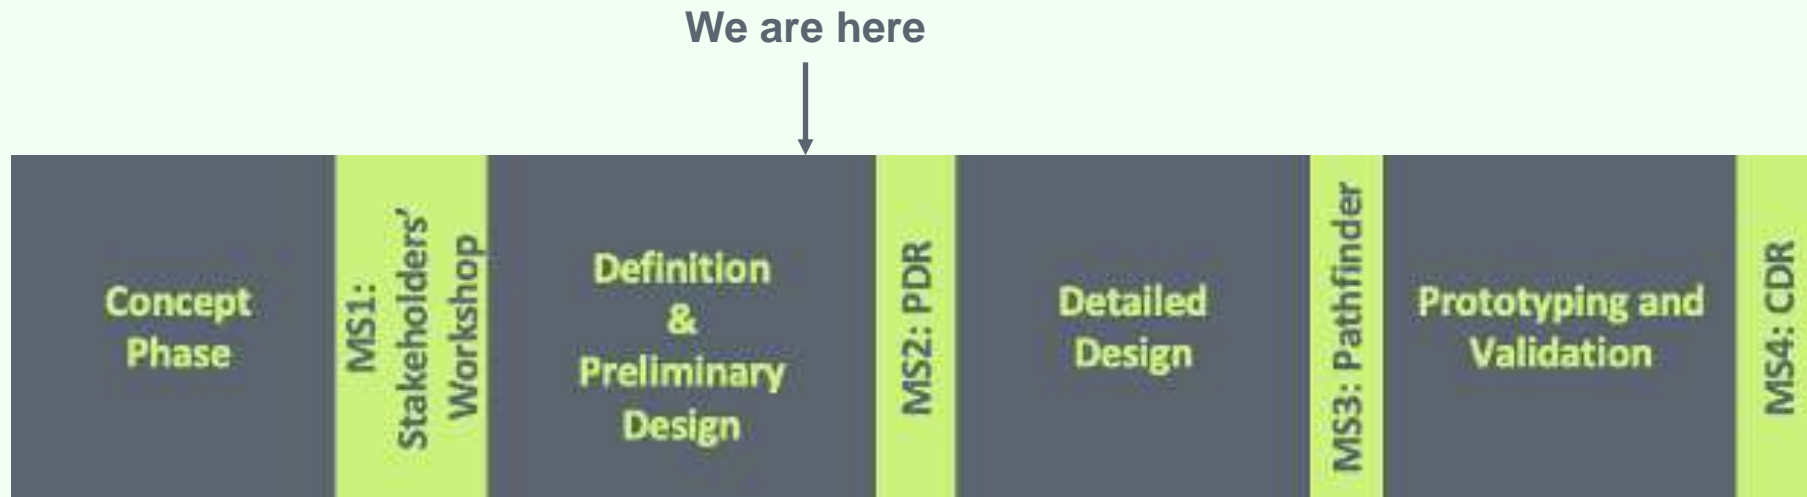 We are here
Concept
Phase
MS1:
Stakeholders'
Workshop
Definition
&
Preliminary
Design
MS2: PDR
Detailed
Design
MS3: Pathfinder
Prototyping and
Validation
MS4: CDR